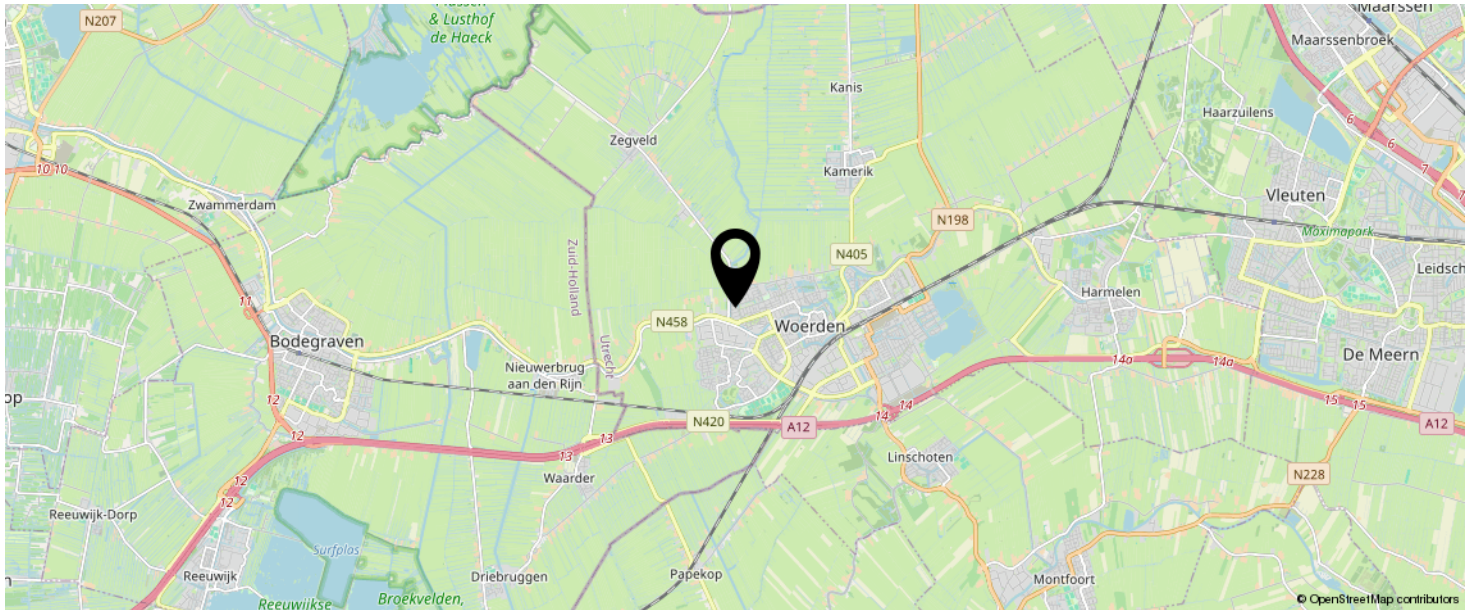 N207
Plassen
& Lusthof
de Haeck
Maarssen
Maarssenbroek
Kanis
Haarzuilens
Zegveld
6
6
7
7
10
10
Kamerik
Vleuten
Zwammerdam
N198
Maximapark
Zuid-Holland
N405
Leidsch
11
Harmelen
N458
Woerden
Bodegraven
Utrecht
14a
14a
De Meern
Nieuwerbrug
aan den Rijn
op
12
15
15
14
14
N420
A12
A12
12
13
13
Linschoten
Waarder
N228
12
12
Reeuwijk-Dorp
Surfplas
Reeuwijk
Driebruggen
Papekop
Montfoort
n
Reeuwijkse
Broekvelden,
© OpenStreetMap contributors